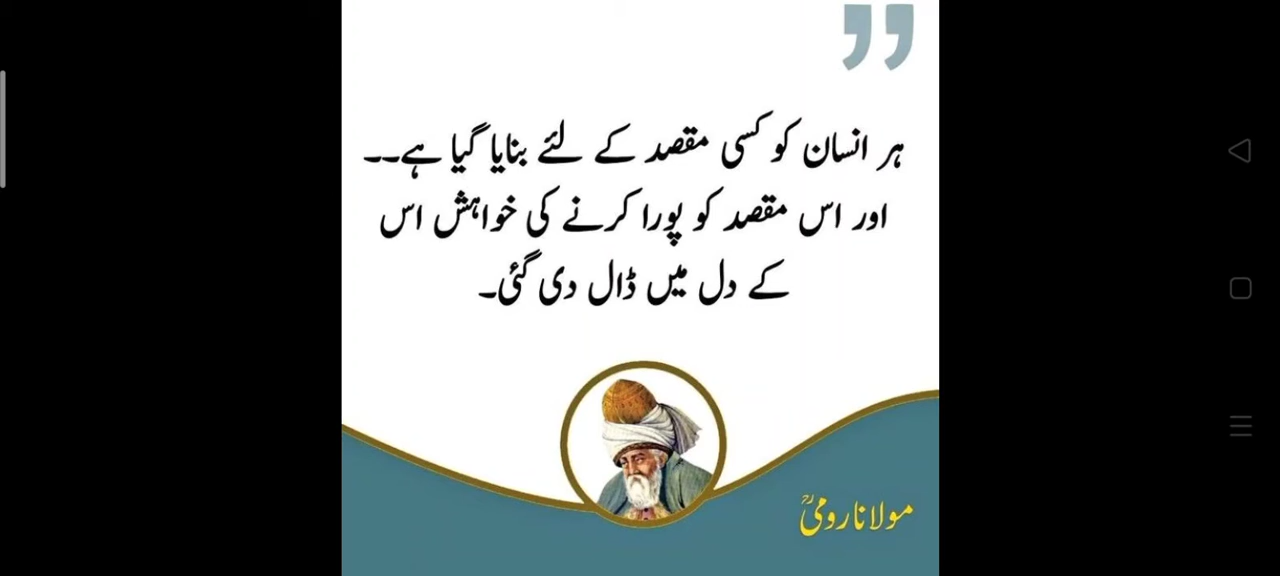 ہر انسان کو کسی مقصد کے لئے بنایا گیا ہے۔۔
اور اس مقصد کو پورا کرنے کی خواہش اس
کے دل میں ڈال دی گئی۔
مولانا رومیؒ